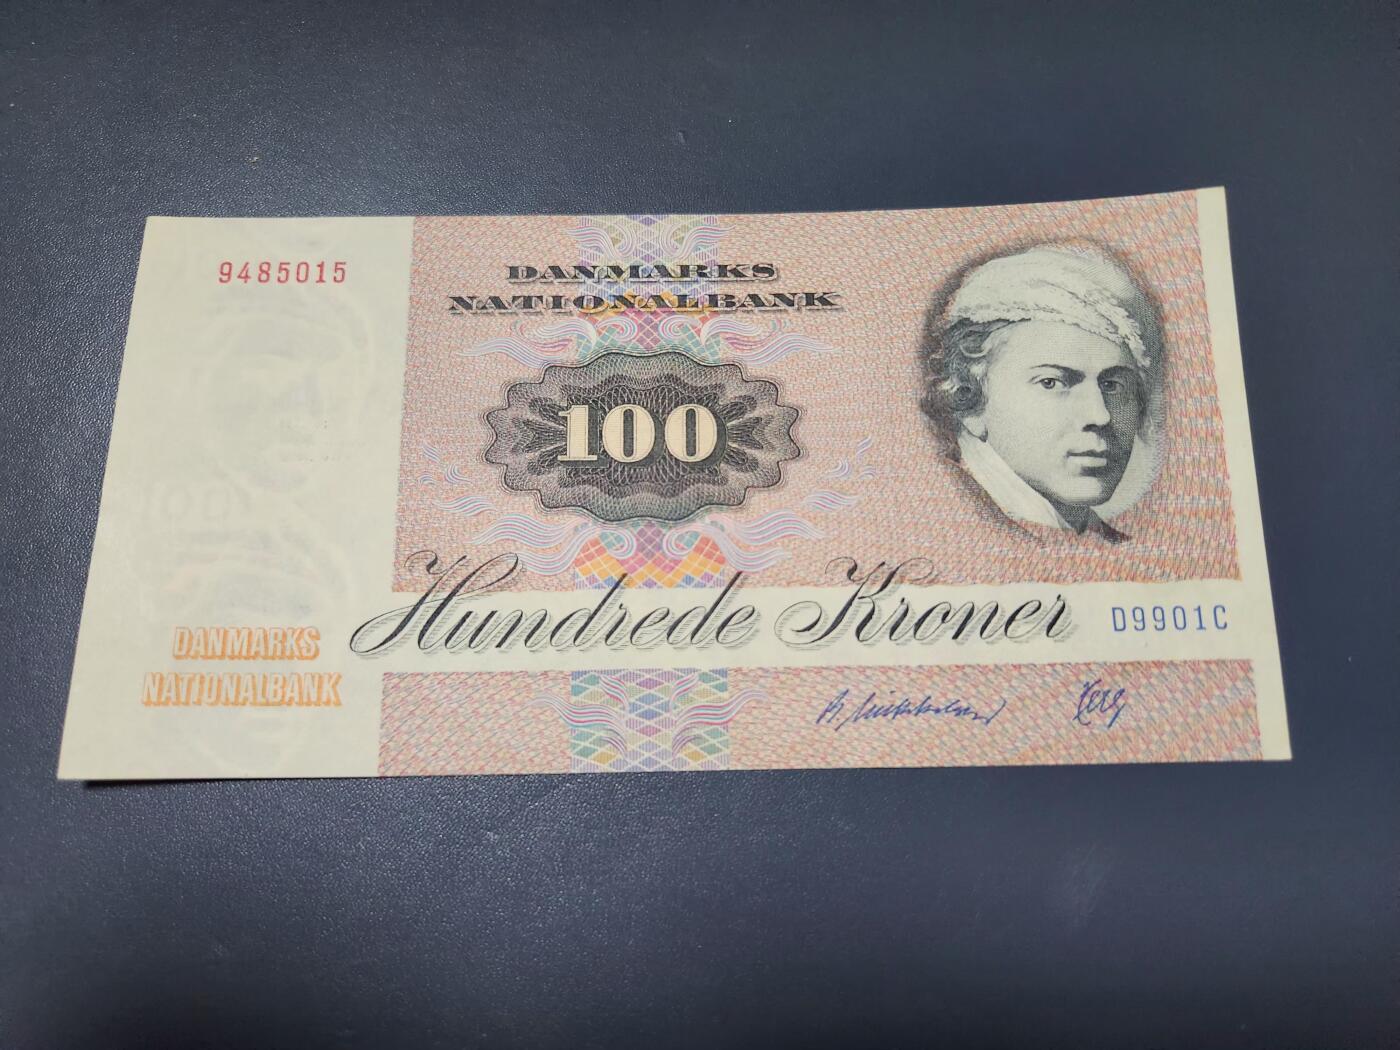 9485015
DANMARKS
NATIONALBANK
100
Hundrede Kroner
D9901C
DANMARKS
NATIONALBANK